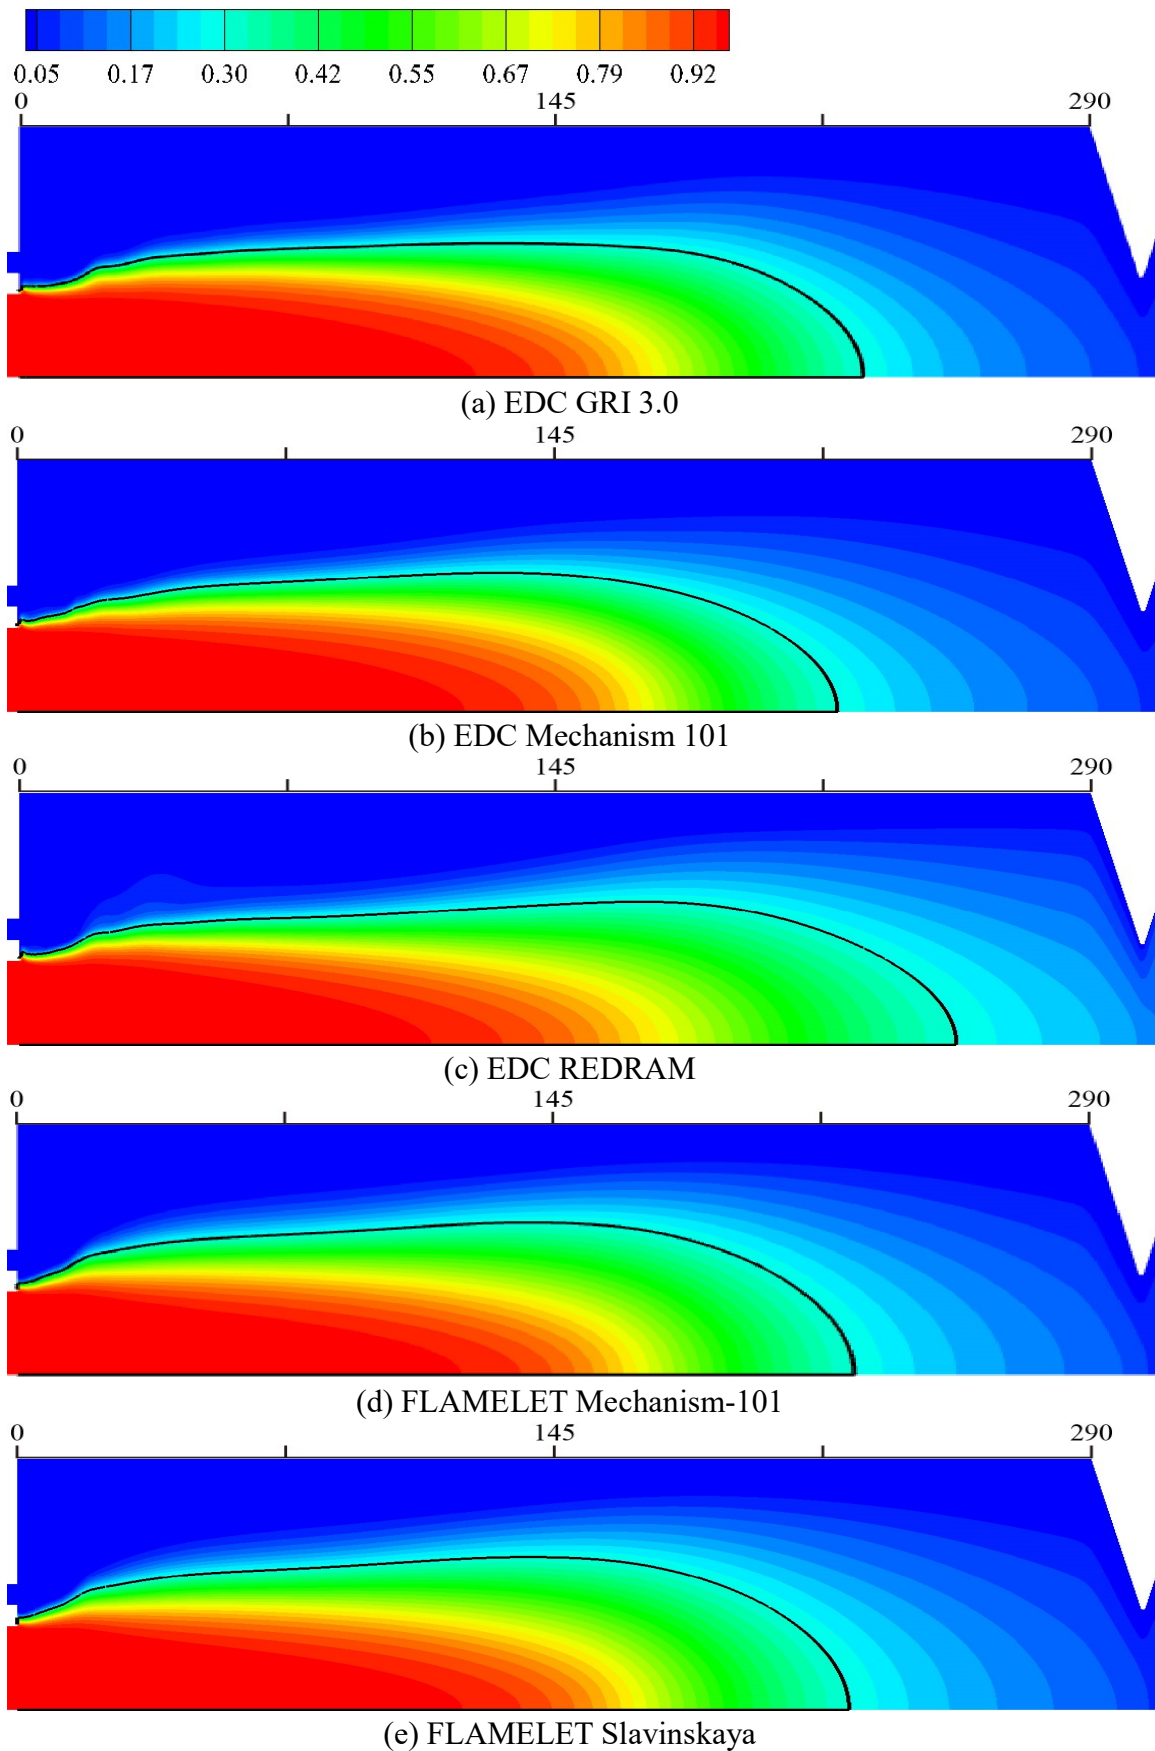 0.05 0.17 0.30 0.42 0.55 0.67 0.79 0.92
0 145 290
(a) EDC GRI 3.0
0 145 290
(b) EDC Mechanism 101
0 145 290
(c) EDC REDRAM
0 145 290
(d) FLAMELET Mechanism-101
0 145 290
(e) FLAMELET Slavinskaya